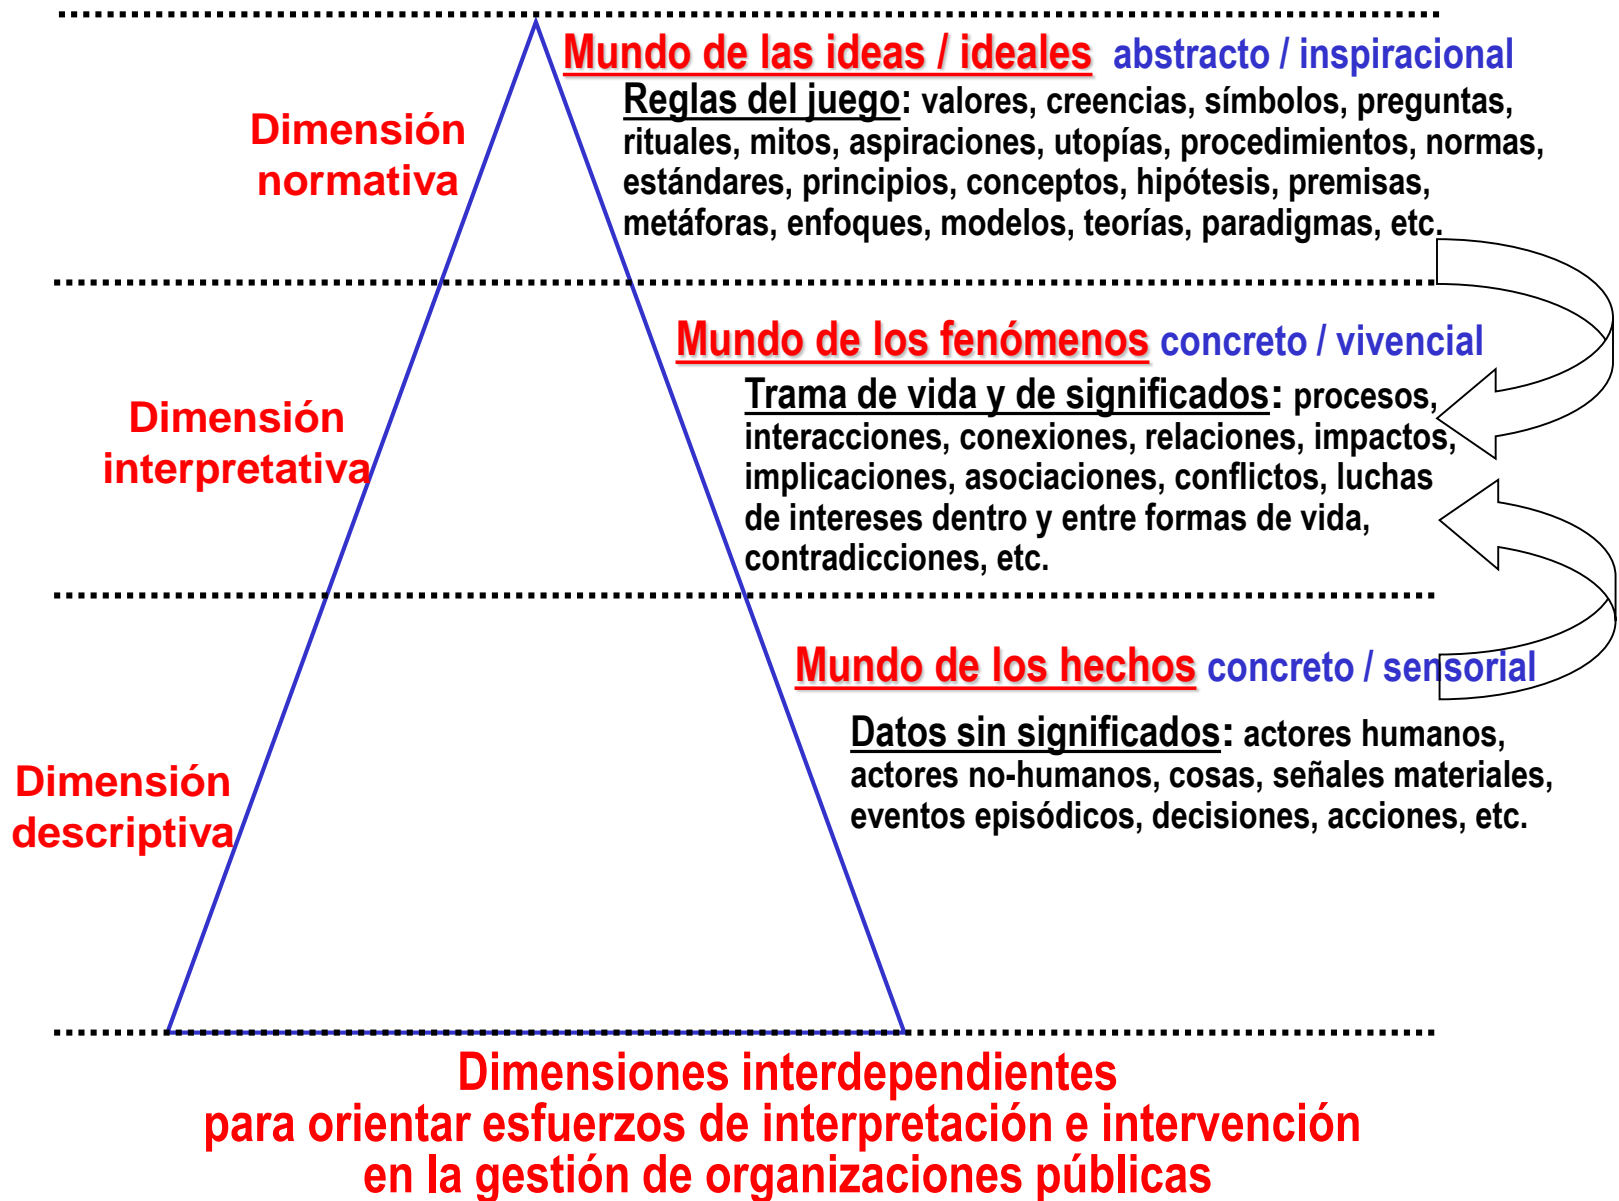 Mundo de las ideas / ideales abstracto / inspiracional
Reglas del juego: valores, creencias, símbolos, preguntas,
rituales, mitos, aspiraciones, utopías, procedimientos, normas,
estándares, principios, conceptos, hipótesis, premisas,
metáforas, enfoques, modelos, teorías, paradigmas, etc.
Dimensión
normativa
Mundo de los fenómenos concreto / vivencial
Trama de vida y de significados: procesos,
interacciones, conexiones, relaciones, impactos,
implicaciones, asociaciones, conflictos, luchas
de intereses dentro y entre formas de vida,
contradicciones, etc.
Dimensión
interpretativa
Mundo de los hechos concreto / sensorial
Datos sin significados: actores humanos,
actores no-humanos, cosas, señales materiales,
eventos episódicos, decisiones, acciones, etc.
Dimensión
descriptiva
Dimensiones interdependientes
para orientar esfuerzos de interpretación e intervención
en la gestión de organizaciones públicas